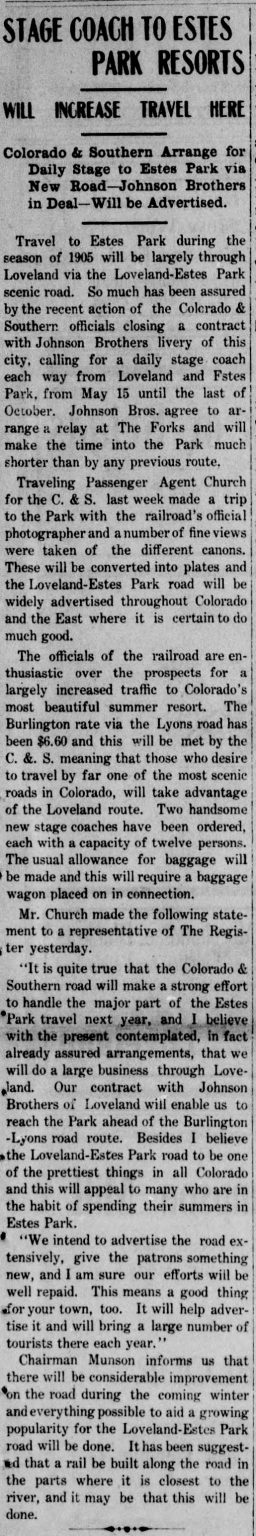 STAGE COACH TO ESTES
PARK RESORTS
WILL INCREASE TRAVEL HERE
Colorado & Southern Arrange for
Daily Stage to Estes Park via
New Road—Johnson Brothers
in Deal—Will be Advertised.
Travel to Estes Park during the
season of 1905 will be largely through
Loveland via the Loveland-Estes Park
scenic road. So much has been assured
by the recent action of the Colorado &
Southern officials closing a contract
with Johnson Brothers livery of this
city, calling for a daily stage coach
each way from Loveland and Estes
Park, from May 15 until the last of
October. Johnson Bros. agree to ar-
range a relay at The Forks and will
make the time into the Park much
shorter than by any previous route.
Traveling Passenger Agent Church
for the C. & S. last week made a trip
to the Park with the railroad's official
photographer and a number of fine views
were taken of the different canons.
These will be converted into plates and
the Loveland-Estes Park road will be
widely advertised throughout Colorado
and the East where it is certain to do
much good.
The officials of the railroad are en-
thusiastic over the prospects for a
largely increased traffic to Colorado's
most beautiful summer resort. The
Burlington rate via the Lyons road has
been $6.60 and this will be met by the
C. &. S. meaning that those who desire
to travel by far one of the most scenic
roads in Colorado, will take advantage
of the Loveland route. Two handsome
new stage coaches have been ordered,
each with a capacity of twelve persons.
The usual allowance for baggage will
be made and this will require a baggage
wagon placed on in connection.
Mr. Church made the following state-
ment to a representative of The Regis-
ter yesterday.
"It is quite true that the Colorado &
Southern road will make a strong effort
to handle the major part of the Estes
Park travel next year, and I believe
with the present contemplated, in fact
already assured arrangements, that we
will do a large business through Love-
land. Our contract with Johnson
Brothers of Loveland will enable us to
reach the Park ahead of the Burlington
-Lyons road route. Besides I believe
the Loveland-Estes Park road to be one
of the prettiest things in all Colorado
and this will appeal to many who are in
the habit of spending their summers in
Estes Park.
"We intend to advertise the road ex-
tensively, give the patrons something
new, and I am sure our efforts will be
well repaid. This means a good thing
for your town, too. It will help adver-
tise it and will bring a large number of
tourists there each year."
Chairman Munson informs us that
there will be considerable improvement
on the road during the coming winter
and everything possible to aid a growing
popularity for the Loveland-Estes Park
road will be done. It has been suggest-
ed that a rail be built along the road in
the parts where it is closest to the
river, and it may be that this will be
done.